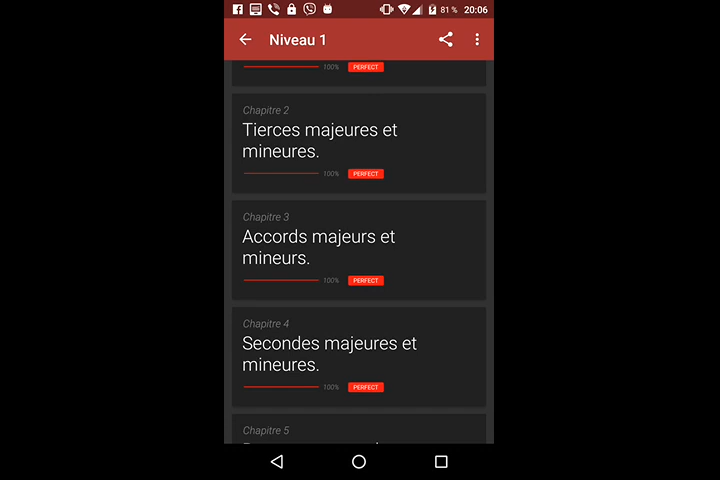 81 % 20:06
Niveau 1
100% PERFECT
Chapitre 2
Tierces majeures et
mineures.
100% PERFECT
Chapitre 3
Accords majeurs et
mineurs.
100% PERFECT
Chapitre 4
Secondes majeures et
mineures.
100% PERFECT
Chapitre 5